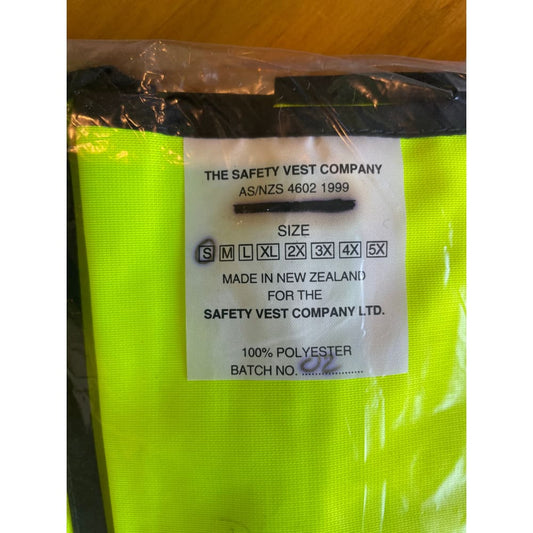 THE SAFETY VEST COMPANY
AS/NZS 4602 1999
SIZE
S M L XL 2X 3X 4X 5X
MADE IN NEW ZEALAND
FOR THE
SAFETY VEST COMPANY LTD.
100% POLYESTER
BATCH NO. 02